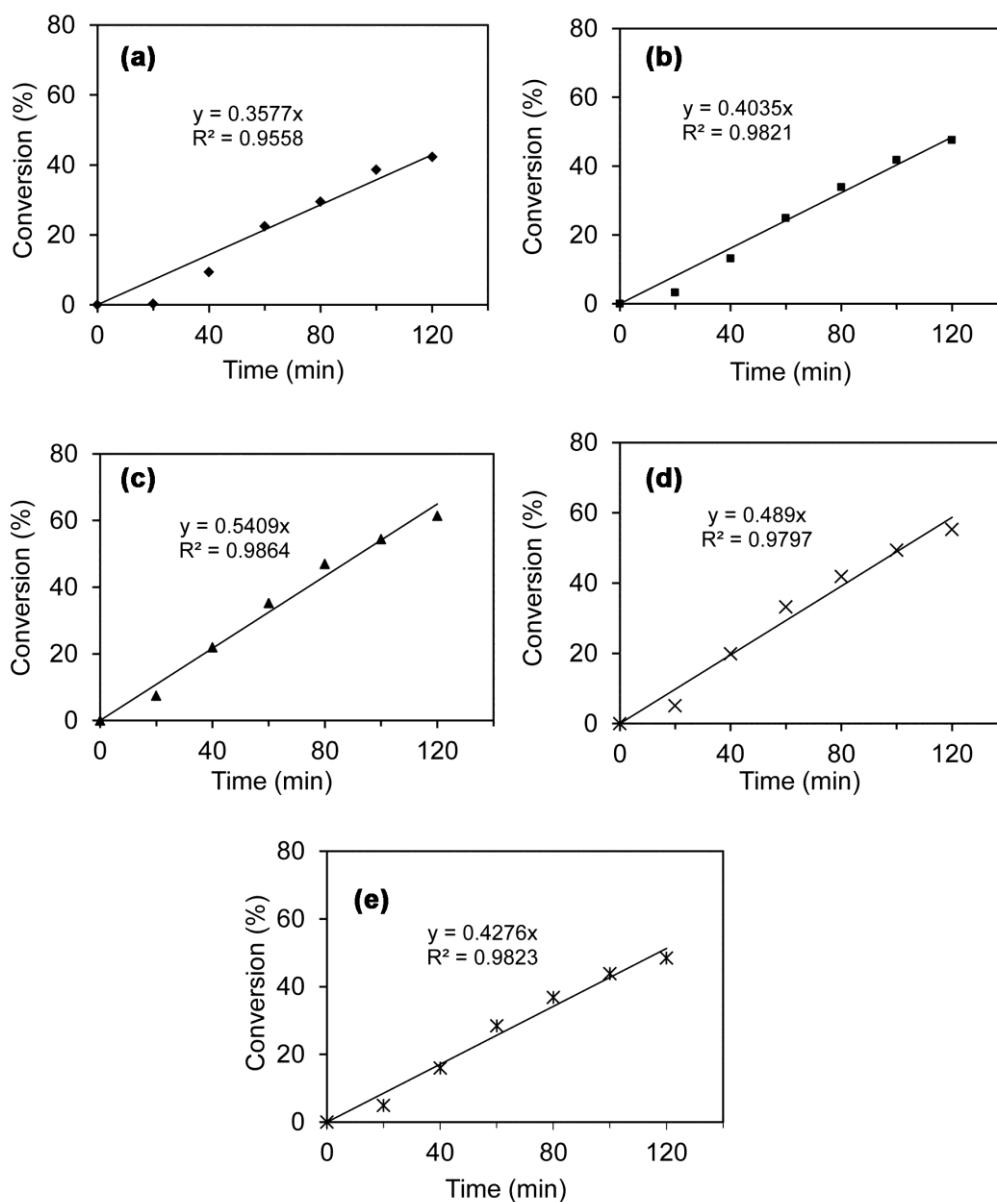 (a)
y = 0.3577x
R² = 0.9558
Conversion (%)
80
60
40
20
0
0 40 80 120
Time (min)
(b)
y = 0.4035x
R² = 0.9821
Conversion (%)
80
60
40
20
0
0 40 80 120
Time (min)
(c)
y = 0.5409x
R² = 0.9864
Conversion (%)
80
60
40
20
0
0 40 80 120
Time (min)
(d)
y = 0.489x
R² = 0.9797
Conversion (%)
80
60
40
20
0
0 40 80 120
Time (min)
(e)
y = 0.4276x
R² = 0.9823
Conversion (%)
80
60
40
20
0
0 40 80 120
Time (min)